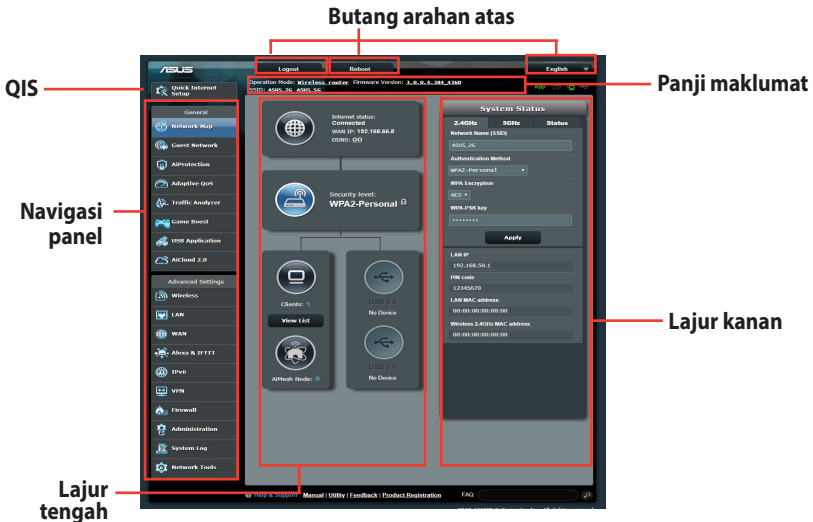 Butang arahan atas
QIS
Panji maklumat
Navigasi
panel
Lajur kanan
Lajur
tengah
ASUS
Logout
Reboot
English
Operation Mode: Wireless router Firmware Version: 3.0.0.4.384_4360
SSID: ASUS_2G ASUS_5G
App
Quick Internet
Setup
General
Network Map
Guest Network
AiProtection
Adaptive QoS
Traffic Analyzer
Game Boost
USB Application
AiCloud 2.0
Advanced Settings
Wireless
LAN
WAN
Alexa & IFTTT
IPv6
VPN
Firewall
Administration
System Log
Network Tools
Internet status:
Connected
WAN IP: 192.168.66.8
DDNS: GO
Security level:
WPA2-Personal
Clients: 1
View List
AiMesh Node: 0
USB 3.0
No Device
USB 3.0
No Device
System Status
2.4GHz
5GHz
Status
Network Name (SSID)
ASUS_2G
Authentication Method
WPA2-Personal
WPA Encryption
AES
WPA-PSK key
********
Apply
LAN IP
192.168.50.1
PIN code
12345670
LAN MAC address
00:00:00:00:00:00
Wireless 2.4GHz MAC address
00:00:00:00:00:00
Help & Support Manual | Utility | Feedback | Product Registration
FAQ